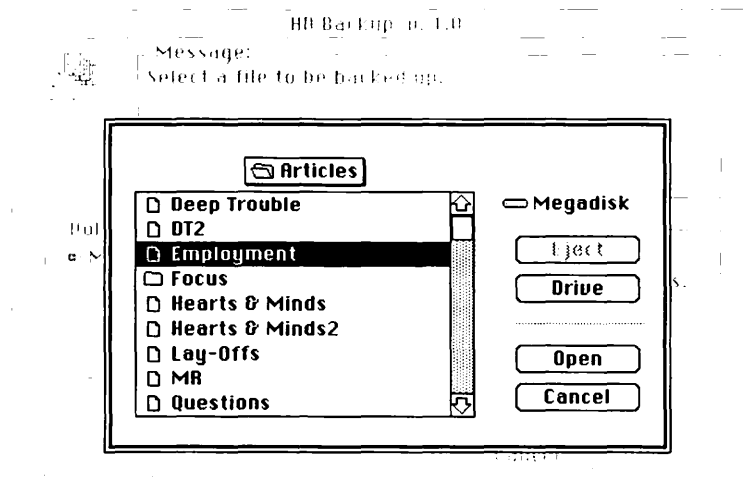 HD Backup v. 1.0
Message:
Select a file to be backed up.
Articles
Deep Trouble
DT2
Employment
Focus
Hearts & Minds
Hearts & Minds2
Lay-Offs
MR
Questions
Megadisk
Eject
Drive
Open
Cancel